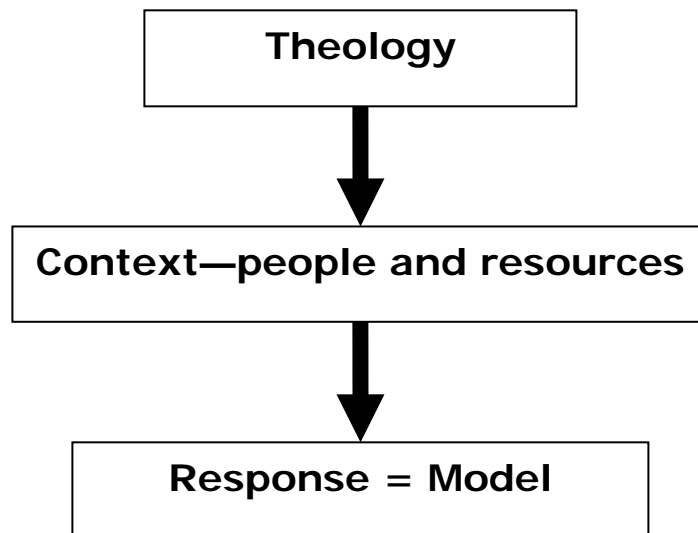 Theology
Context—people and resources
Response = Model